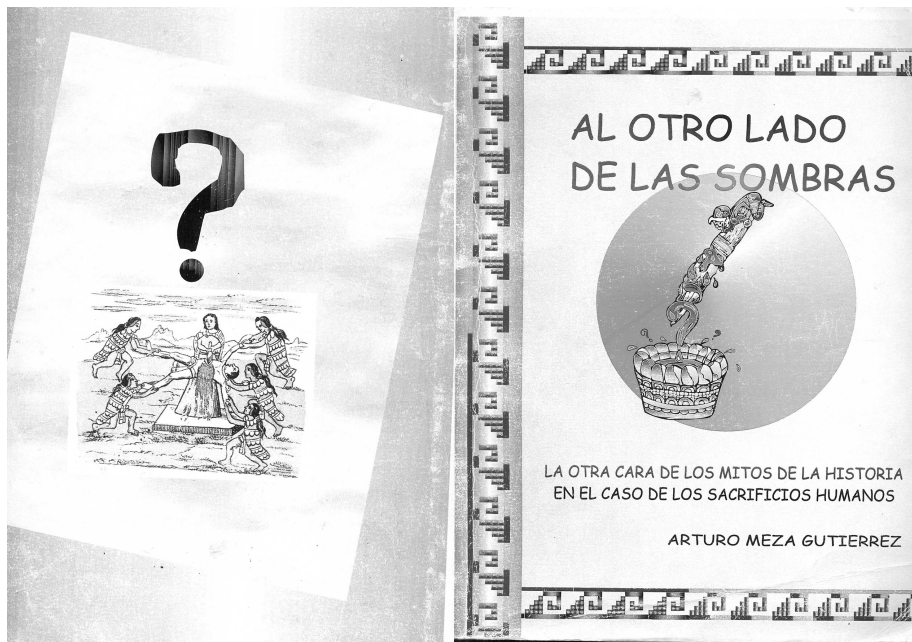 ?
AL OTRO LADO
DE LAS SOMBRAS
LA OTRA CARA DE LOS MITOS DE LA HISTORIA
EN EL CASO DE LOS SACRIFICIOS HUMANOS
ARTURO MEZA GUTIERREZ